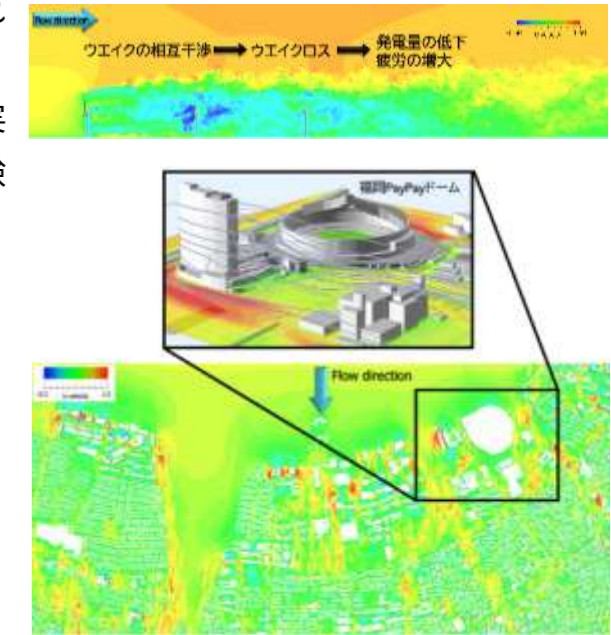 Flow direction
ウエイクの相互干渉 ➡ ウエイクロス ➡ 発電量の低下
疲労の増大
実
験
福岡PayPayドーム
Flow direction